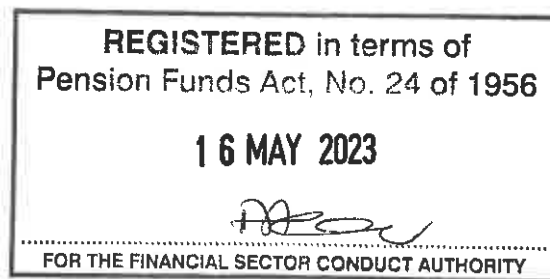 REGISTERED in terms of
Pension Funds Act, No. 24 of 1956
16 MAY 2023
FOR THE FINANCIAL SECTOR CONDUCT AUTHORITY